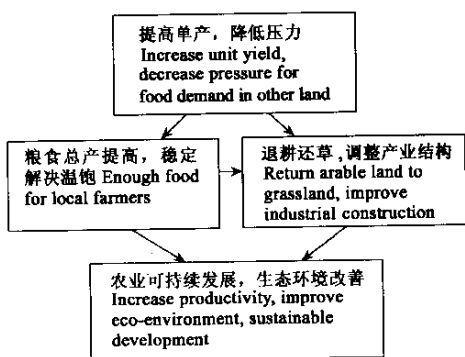 提高单产，降低压力
Increase unit yield,
decrease pressure for
food demand in other land
粮食总产提高，稳定
解决温饱 Enough food
for local farmers
退耕还草，调整产业结构
Return arable land to
grassland, improve
industrial construction
农业可持续发展，生态环境改善
Increase productivity, improve
eco-environment, sustainable
development